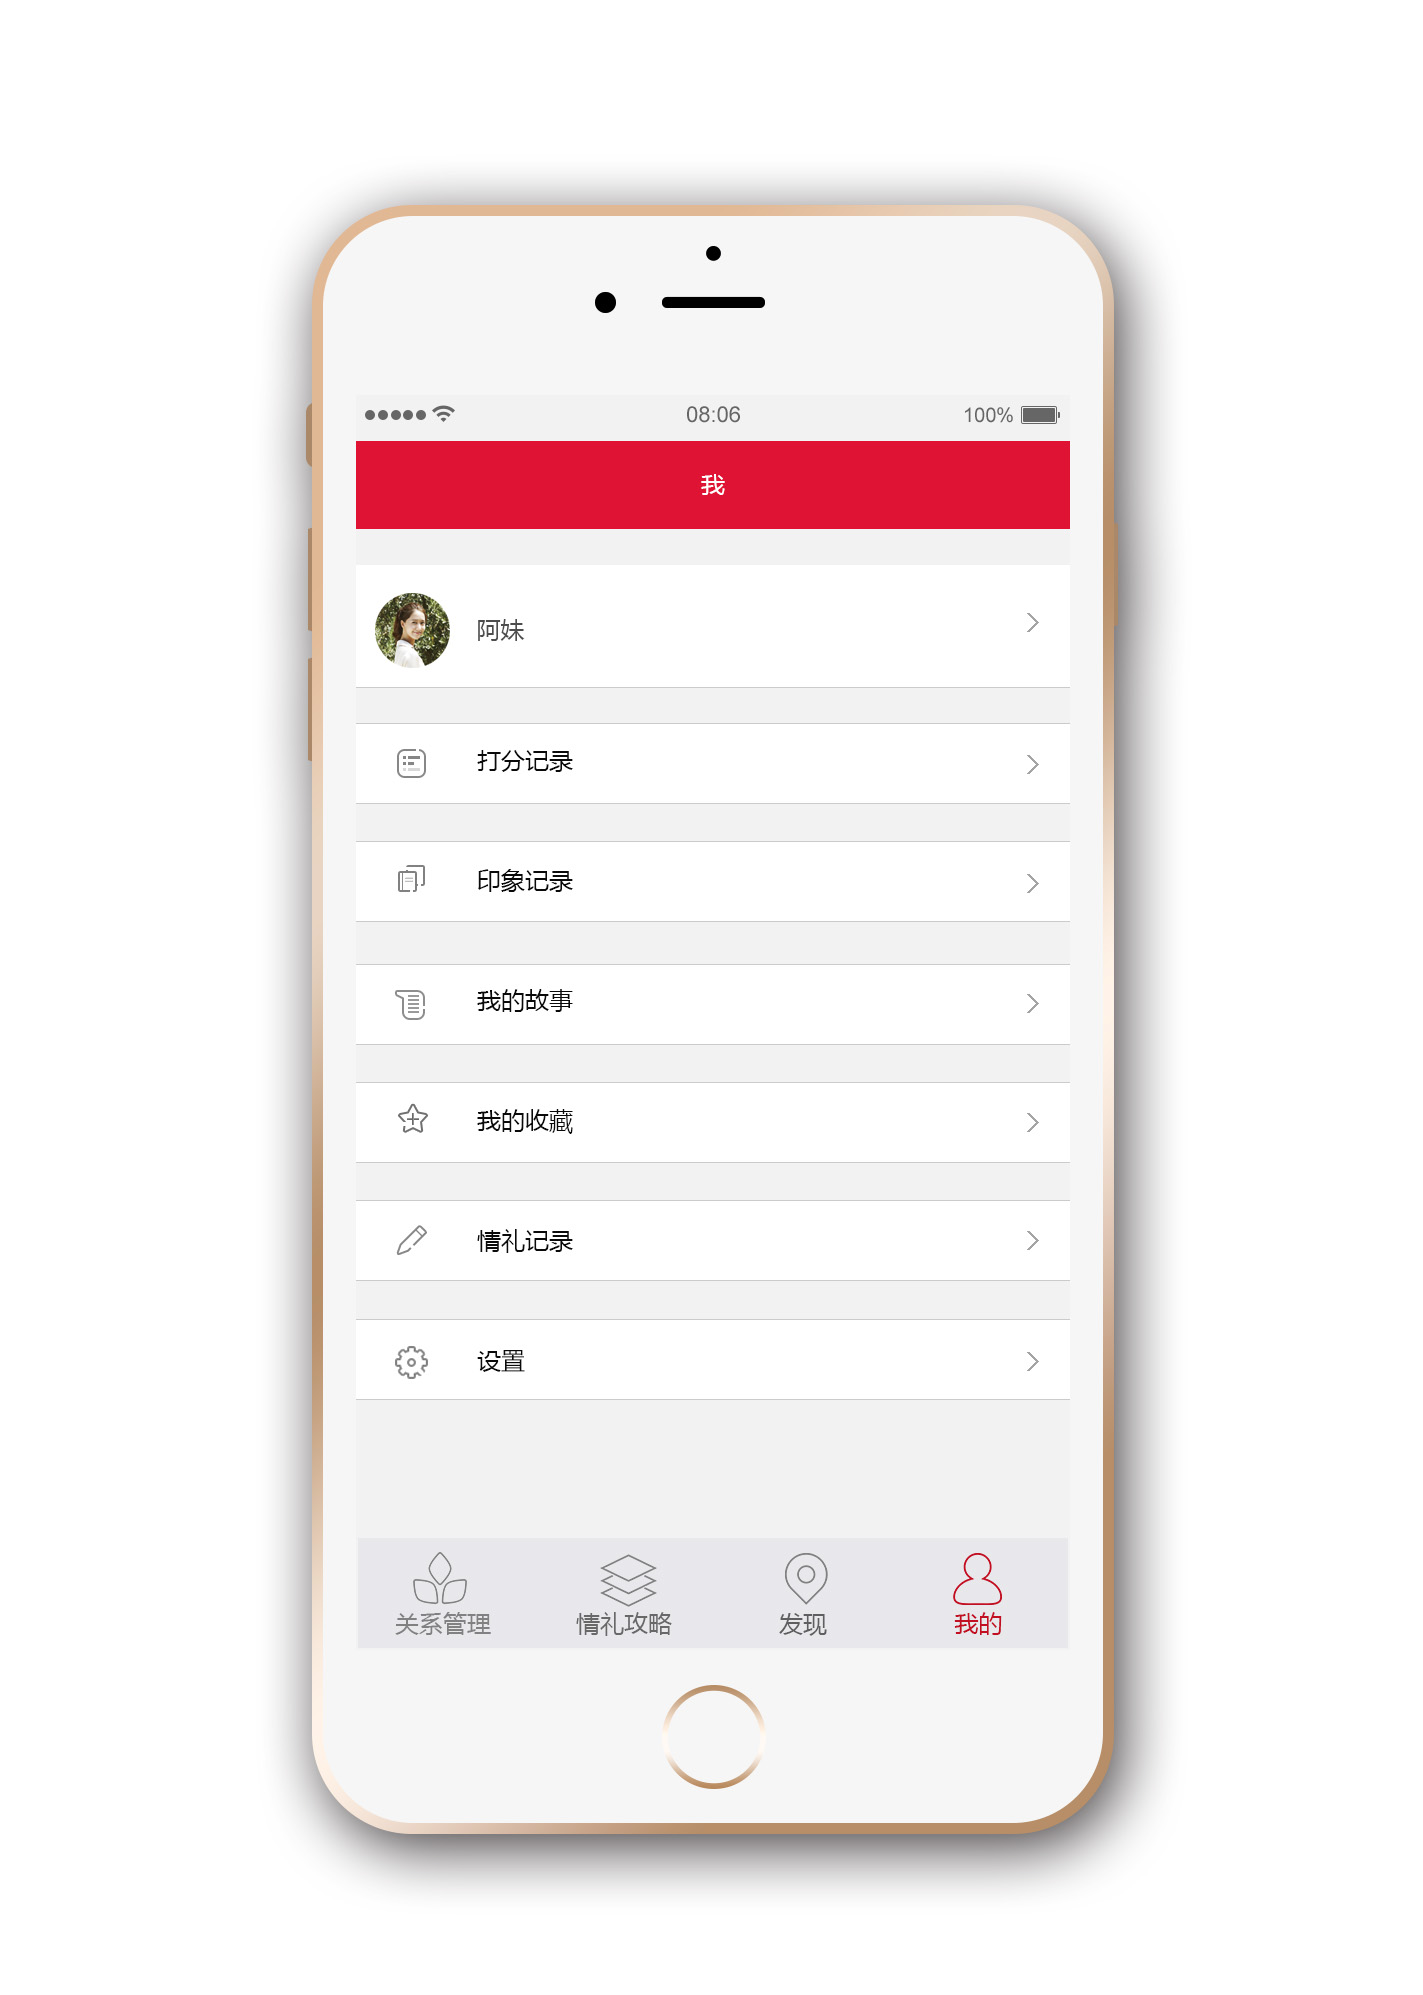 08:06
100%
我
阿妹
打分记录
印象记录
我的故事
我的收藏
情礼记录
设置
关系管理
情礼攻略
发现
我的